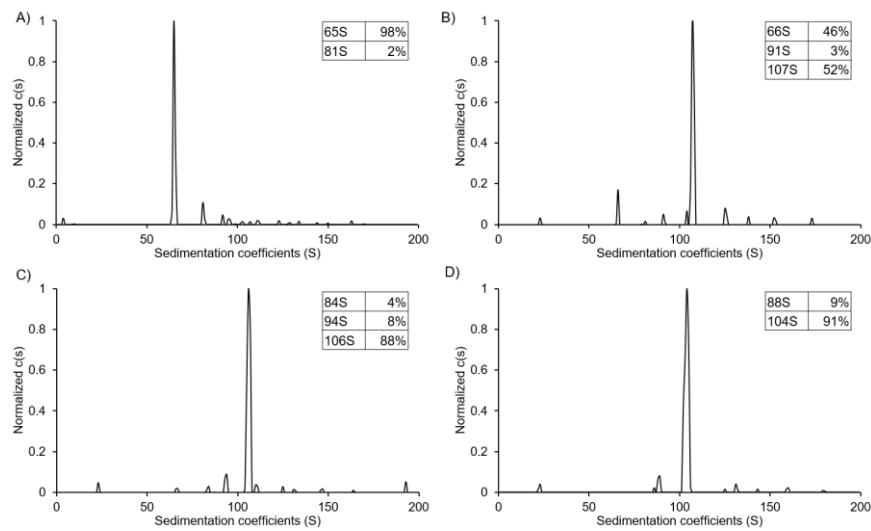 A)
Normalized c(s)
1
0.8
0.6
0.4
0.2
0
0 50 100 150 200
Sedimentation coefficients (S)
65S 98%
81S 2%
B)
Normalized c(s)
1
0.8
0.6
0.4
0.2
0
0 50 100 150 200
Sedimentation coefficients (S)
66S 46%
91S 3%
107S 52%
C)
Normalized c(s)
1
0.8
0.6
0.4
0.2
0
0 50 100 150 200
Sedimentation coefficients (S)
84S 4%
94S 8%
106S 88%
D)
Normalized c(s)
1
0.8
0.6
0.4
0.2
0
0 50 100 150 200
Sedimentation coefficients (S)
88S 9%
104S 91%